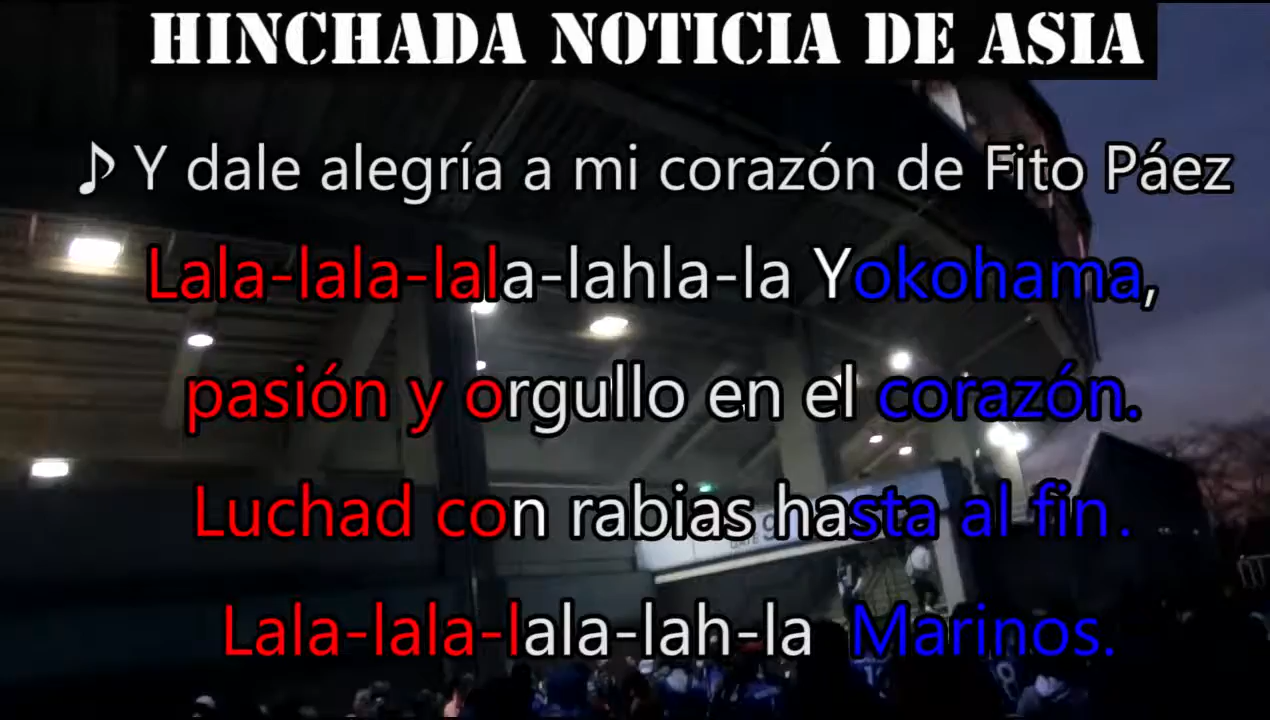 HINCHADA NOTICIA DE ASIA
♪ Y dale alegría a mi corazón de Fito Páez
Lala-lala-lala-lahla-la Yokohama,
pasión y orgullo en el corazón.
Luchad con rabias hasta al fin.
Lala-lala-lala-lah-la Marinos.